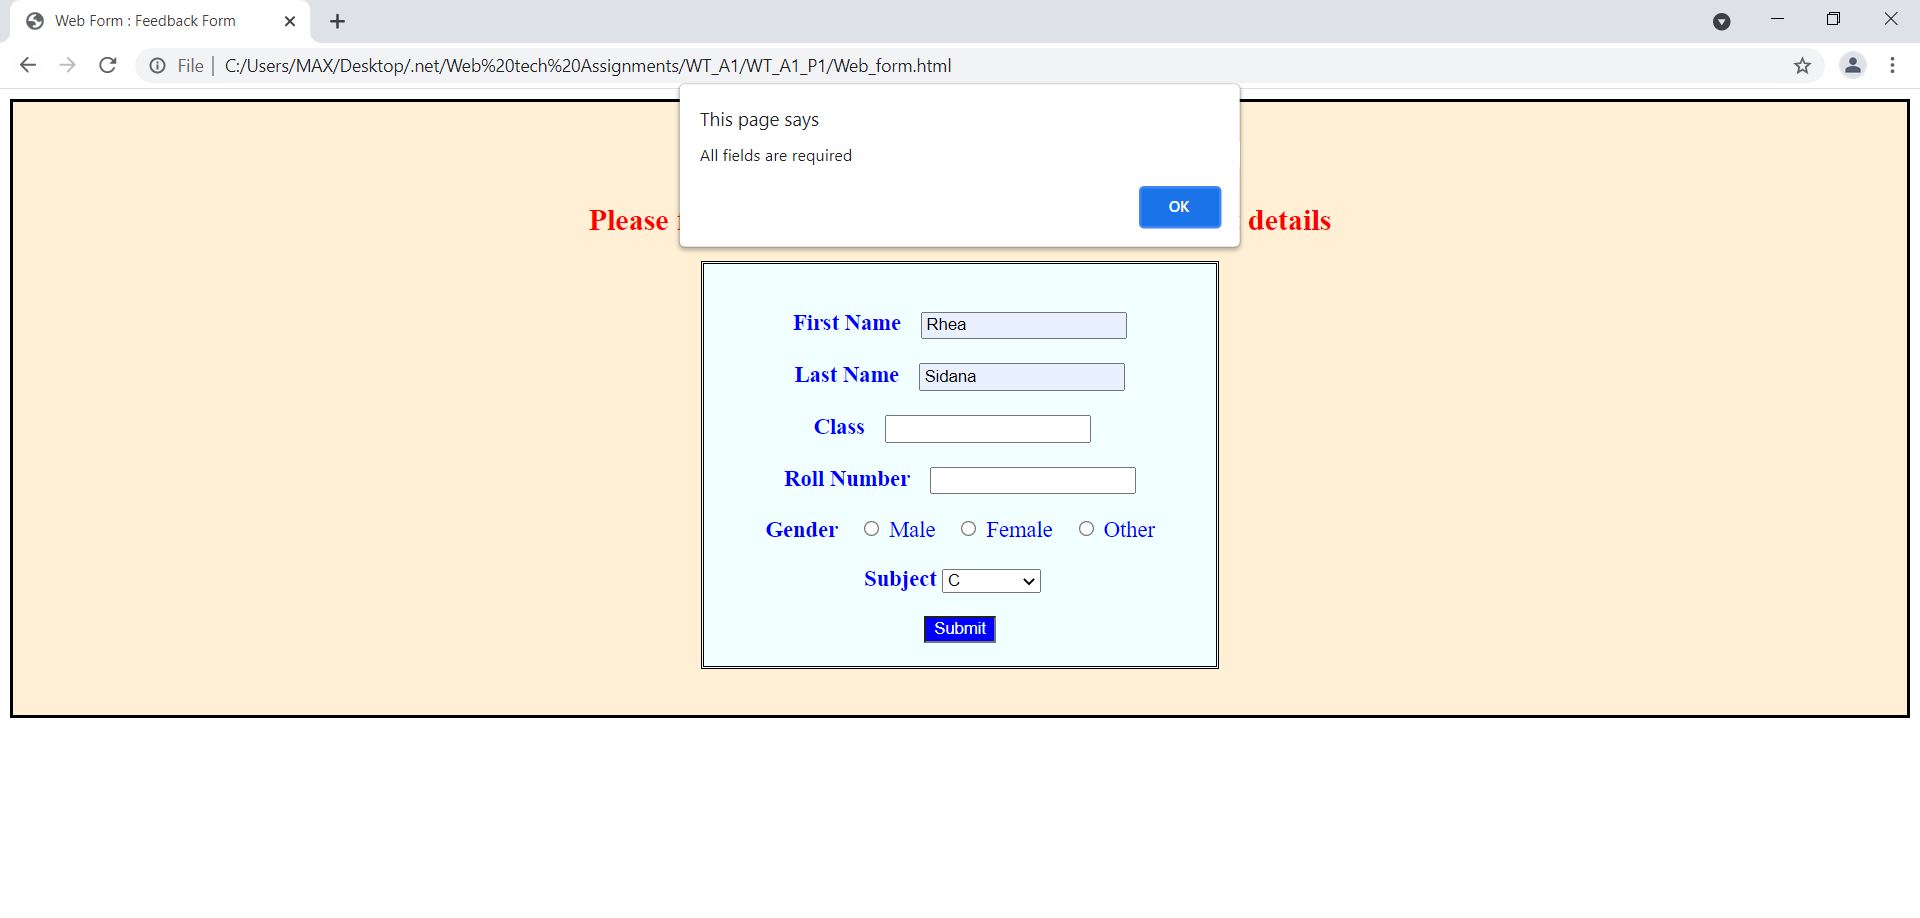 Web Form : Feedback Form
File | C:/Users/MAX/Desktop/.net/Web%20tech%20Assignments/WT_A1/WT_A1_P1/Web_form.html
This page says
All fields are required
OK
Please details
First Name Rhea
Last Name Sidana
Class
Roll Number
Gender Male Female Other
Subject C
Submit